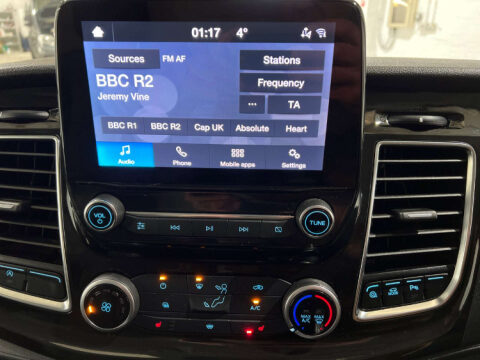 01:17 4°
Sources FM AF Stations
BBC R2 Frequency
Jeremy Vine ... TA
BBC R1 BBC R2 Cap UK Absolute Heart
Audio Phone Mobile apps Settings
VOL TUNE
A/C
MAX A/C MAX